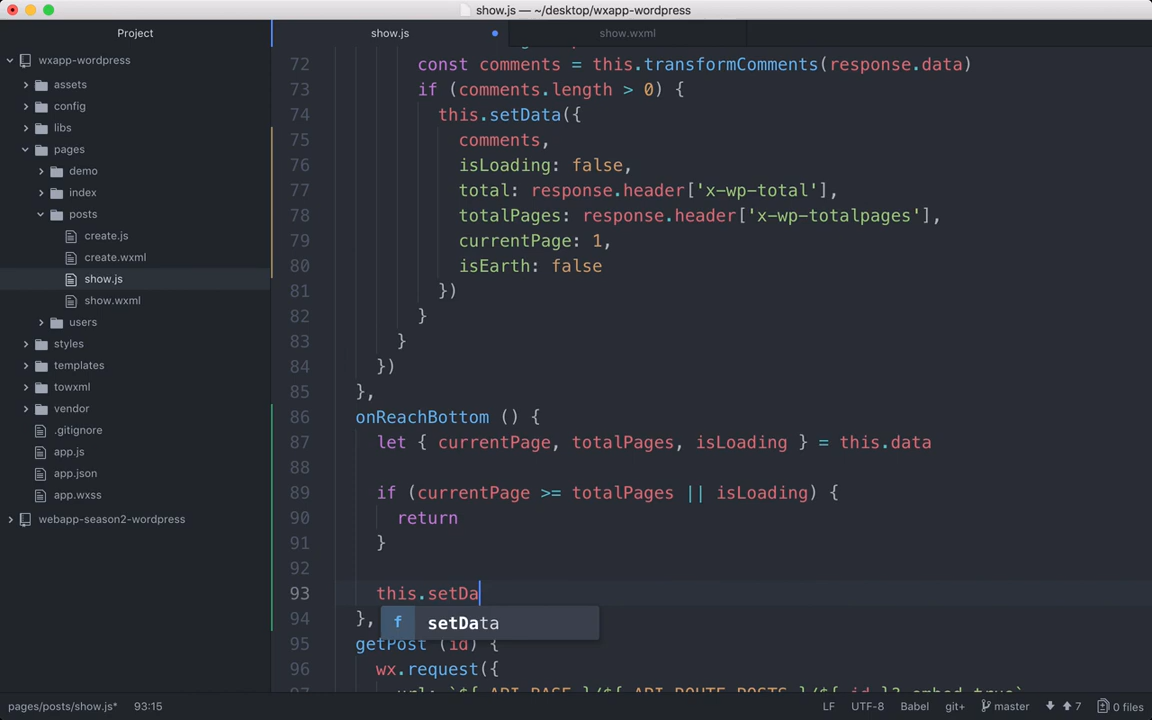 show.js — ~/desktop/wxapp-wordpress
Project
show.js
show.wxml
wxapp-wordpress
assets
config
libs
pages
demo
index
posts
create.js
create.wxml
show.js
show.wxml
users
styles
templates
towxml
vendor
.gitignore
app.js
app.json
app.wxss
webapp-season2-wordpress
72 const comments = this.transformComments(response.data)
73 if (comments.length > 0) {
74 this.setData({
75 comments,
76 isLoading: false,
77 total: response.header['x-wp-total'],
78 totalPages: response.header['x-wp-totalpages'],
79 currentPage: 1,
80 isEarth: false
81 })
82 }
83 }
84 })
85 },
86 onReachBottom () {
87 let { currentPage, totalPages, isLoading } = this.data
88
89 if (currentPage >= totalPages || isLoading) {
90 return
91 }
92
93 this.setDa
94 },
f setData
95 getPost (id) {
96 wx.request({
pages/posts/show.js* 93:15
LF UTF-8 Babel git+ master 7 0 files